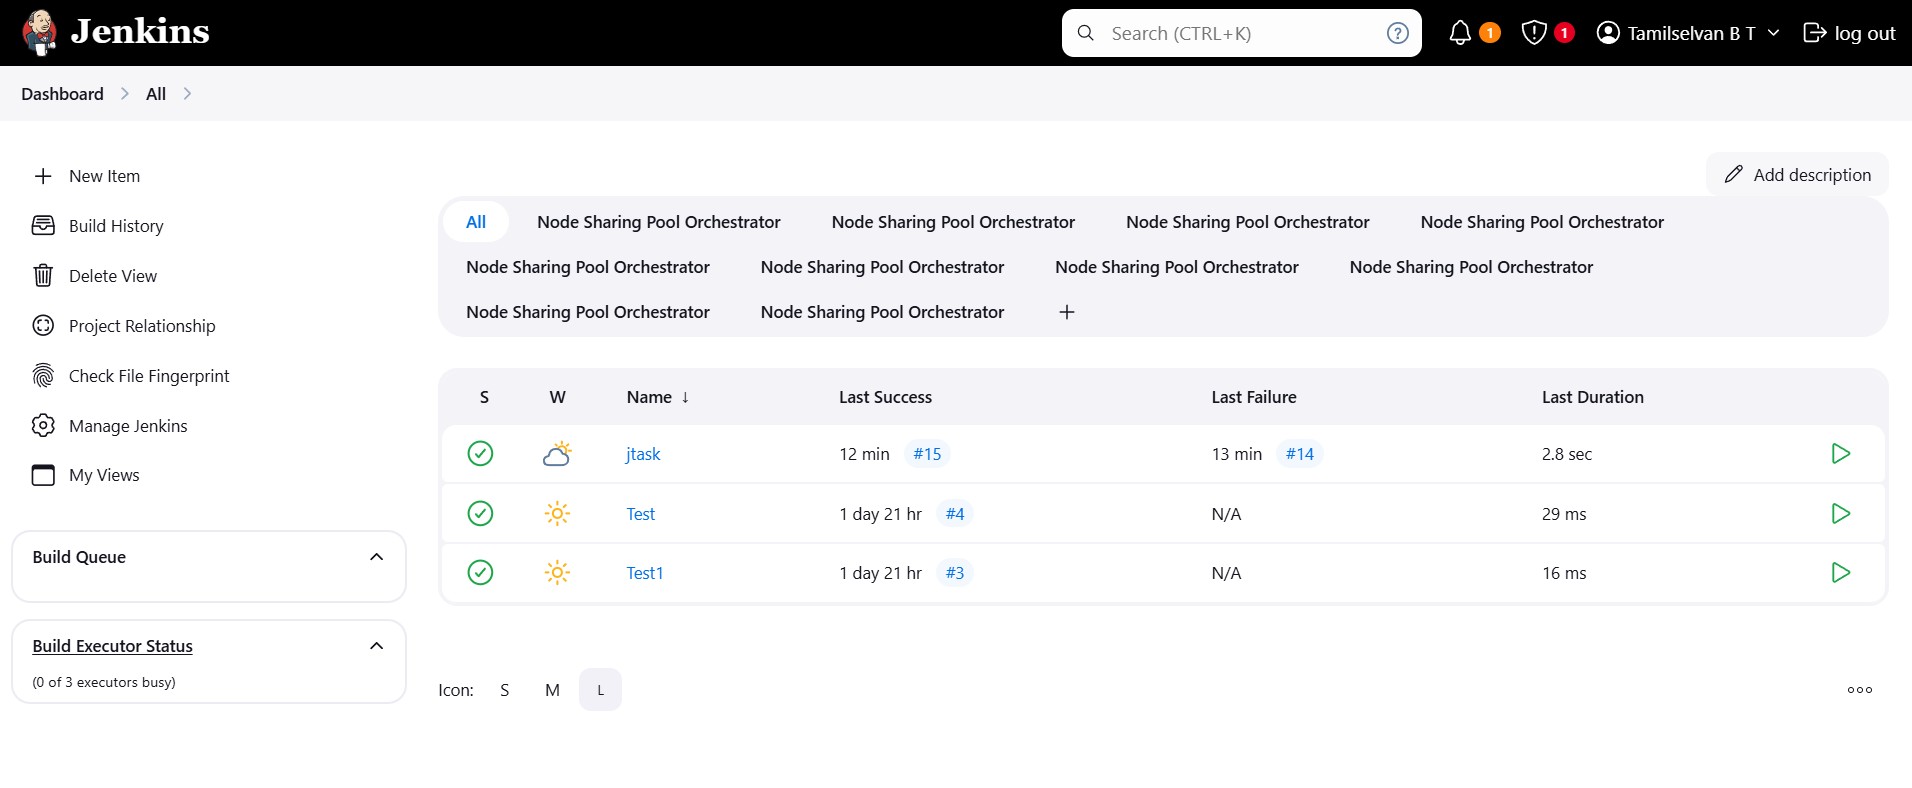 Jenkins
Search (CTRL+K) ?
1 1 Tamilselvan B T log out
Dashboard All
New Item
Build History
Delete View
Project Relationship
Check File Fingerprint
Manage Jenkins
My Views
Build Queue
Build Executor Status
(0 of 3 executors busy)
Add description
All Node Sharing Pool Orchestrator Node Sharing Pool Orchestrator Node Sharing Pool Orchestrator Node Sharing Pool Orchestrator
Node Sharing Pool Orchestrator Node Sharing Pool Orchestrator Node Sharing Pool Orchestrator Node Sharing Pool Orchestrator
Node Sharing Pool Orchestrator Node Sharing Pool Orchestrator +
S W Name ↓ Last Success Last Failure Last Duration
jtask 12 min #15 13 min #14 2.8 sec
Test 1 day 21 hr #4 N/A 29 ms
Test1 1 day 21 hr #3 N/A 16 ms
Icon: S M L